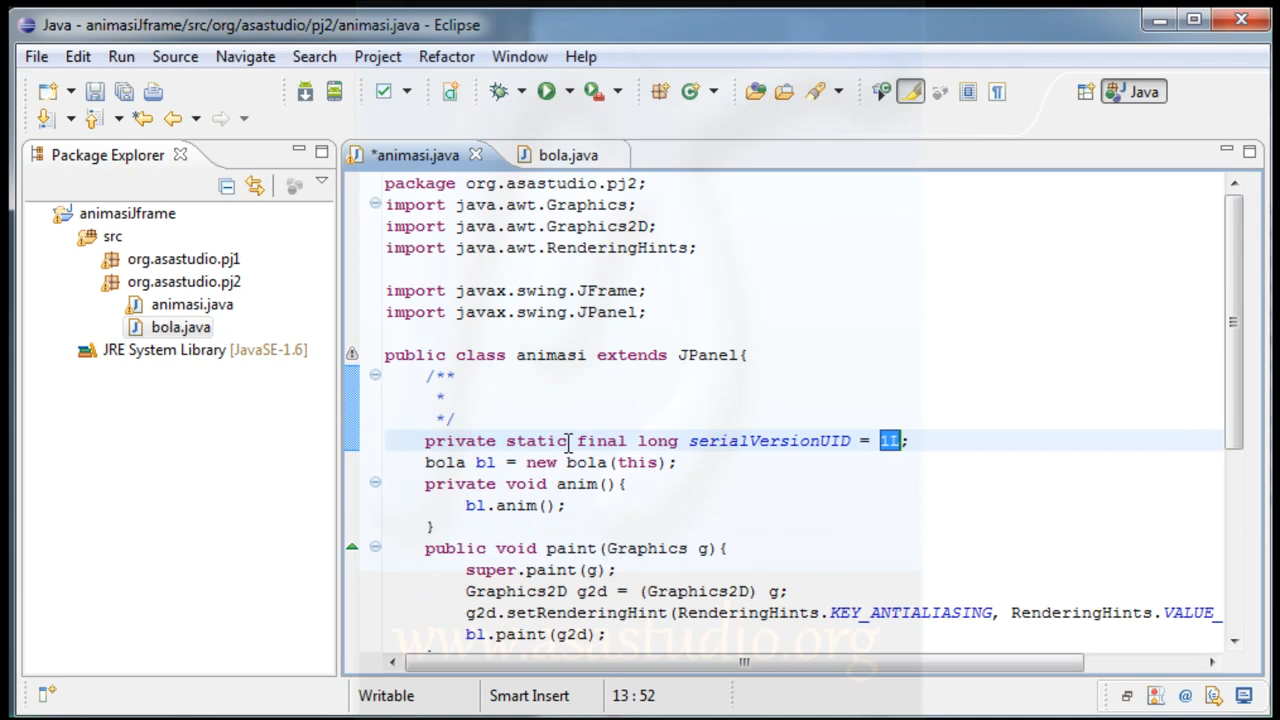 Java - animasiJframe/src/org/asastudio/pj2/animasi.java - Eclipse
File Edit Run Source Navigate Search Project Refactor Window Help
Java
Package Explorer
*animasi.java
bola.java
animasiJframe
src
org.asastudio.pj1
org.asastudio.pj2
animasi.java
bola.java
JRE System Library [JavaSE-1.6]
package org.asastudio.pj2;
import java.awt.Graphics;
import java.awt.Graphics2D;
import java.awt.RenderingHints;
import javax.swing.JFrame;
import javax.swing.JPanel;
public class animasi extends JPanel{
/**
*
*/
private static final long serialVersionUID = 1L;
bola bl = new bola(this);
private void anim(){
bl.anim();
}
public void paint(Graphics g){
super.paint(g);
Graphics2D g2d = (Graphics2D) g;
g2d.setRenderingHint(RenderingHints.KEY_ANTIALIASING, RenderingHints.VALUE_
bl.paint(g2d);
www.asastudio.org
Writable Smart Insert 13 : 52